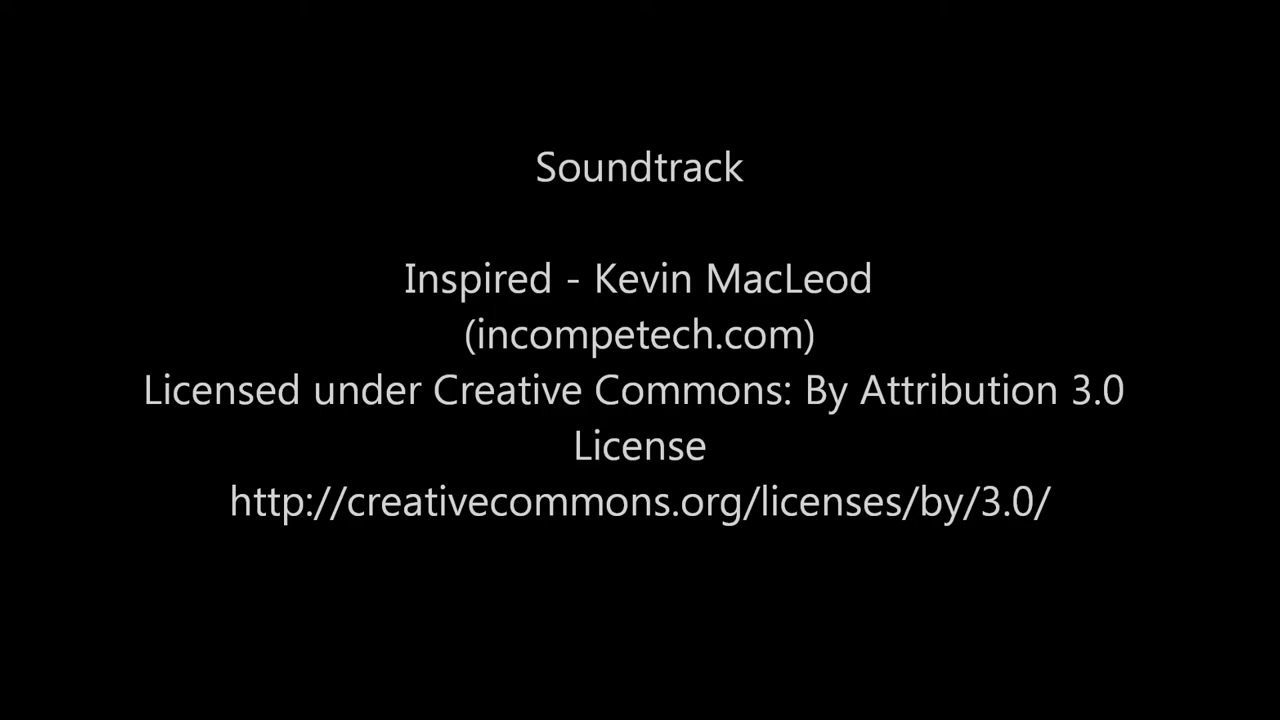 Soundtrack
Inspired - Kevin MacLeod
(incompetech.com)
Licensed under Creative Commons: By Attribution 3.0
License
http://creativecommons.org/licenses/by/3.0/